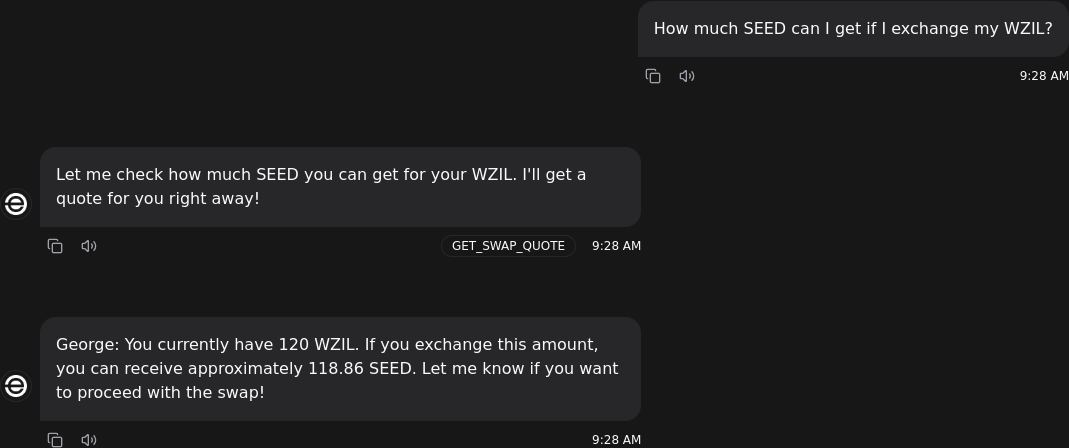 How much SEED can I get if I exchange my WZIL?
9:28 AM
Let me check how much SEED you can get for your WZIL. I'll get a
quote for you right away!
GET_SWAP_QUOTE 9:28 AM
George: You currently have 120 WZIL. If you exchange this amount,
you can receive approximately 118.86 SEED. Let me know if you want
to proceed with the swap!
9:28 AM